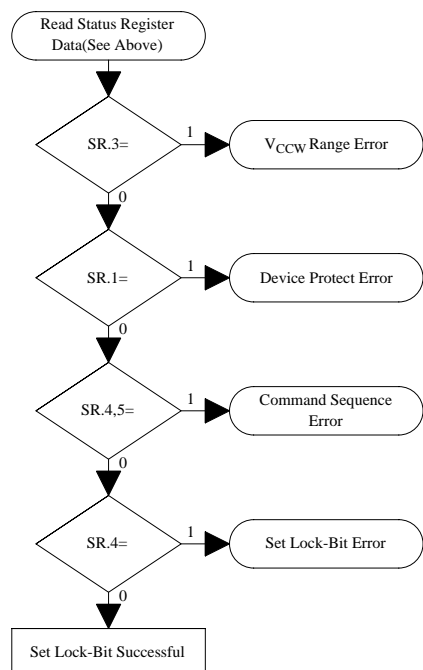 Read Status Register
Data(See Above)
SR.3=
1
VCCW Range Error
0
SR.1=
1
Device Protect Error
0
SR.4,5=
1
Command Sequence
Error
0
SR.4=
1
Set Lock-Bit Error
0
Set Lock-Bit Successful